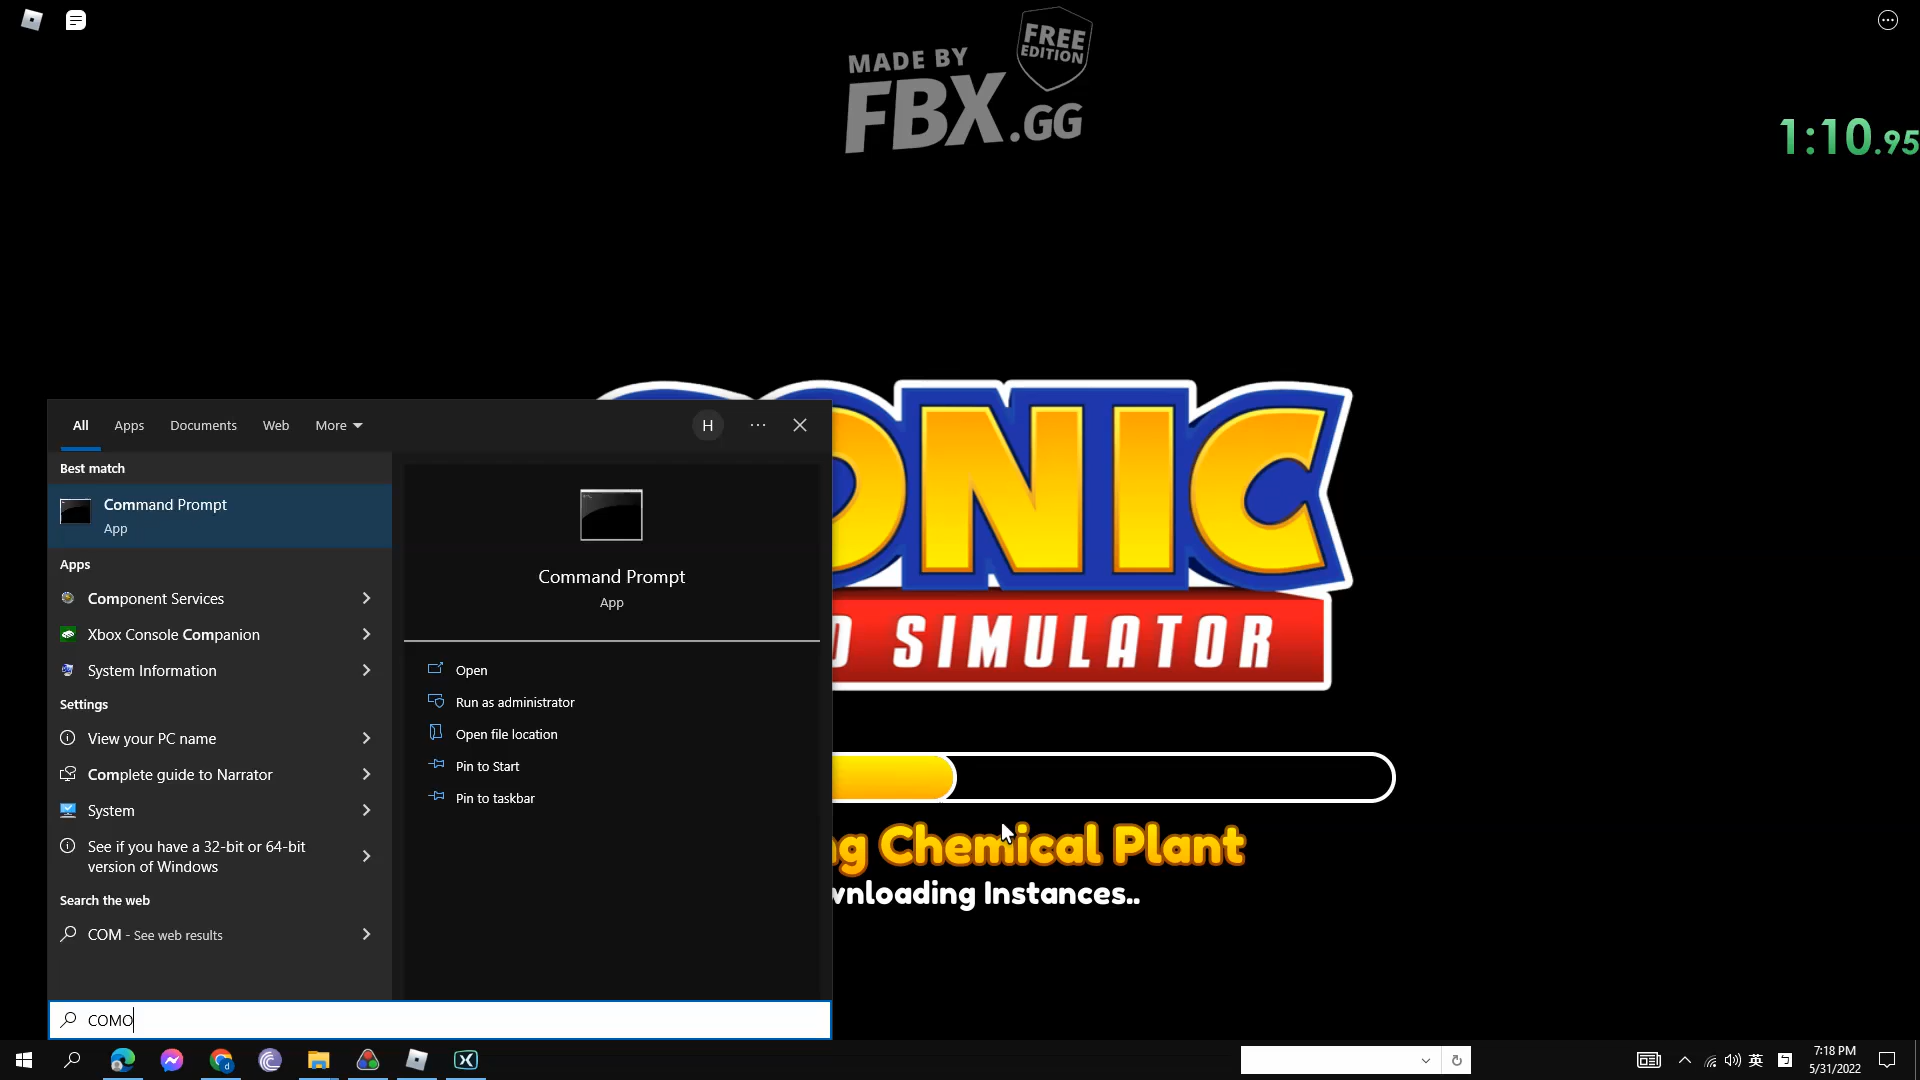 MADE BY
FBX.GG
FREE
EDITION
1:10.95
ONIC
SIMULATOR
All
Apps
Documents
Web
More
H
Best match
Command Prompt
App
Apps
Component Services
Xbox Console Companion
System Information
Settings
View your PC name
Complete guide to Narrator
System
See if you have a 32-bit or 64-bit
version of Windows
Search the web
COM - See web results
COMO
Command Prompt
App
Open
Run as administrator
Open file location
Pin to Start
Pin to taskbar
ng Chemical Plant
wnloading Instances..
英
7:18 PM
5/31/2022